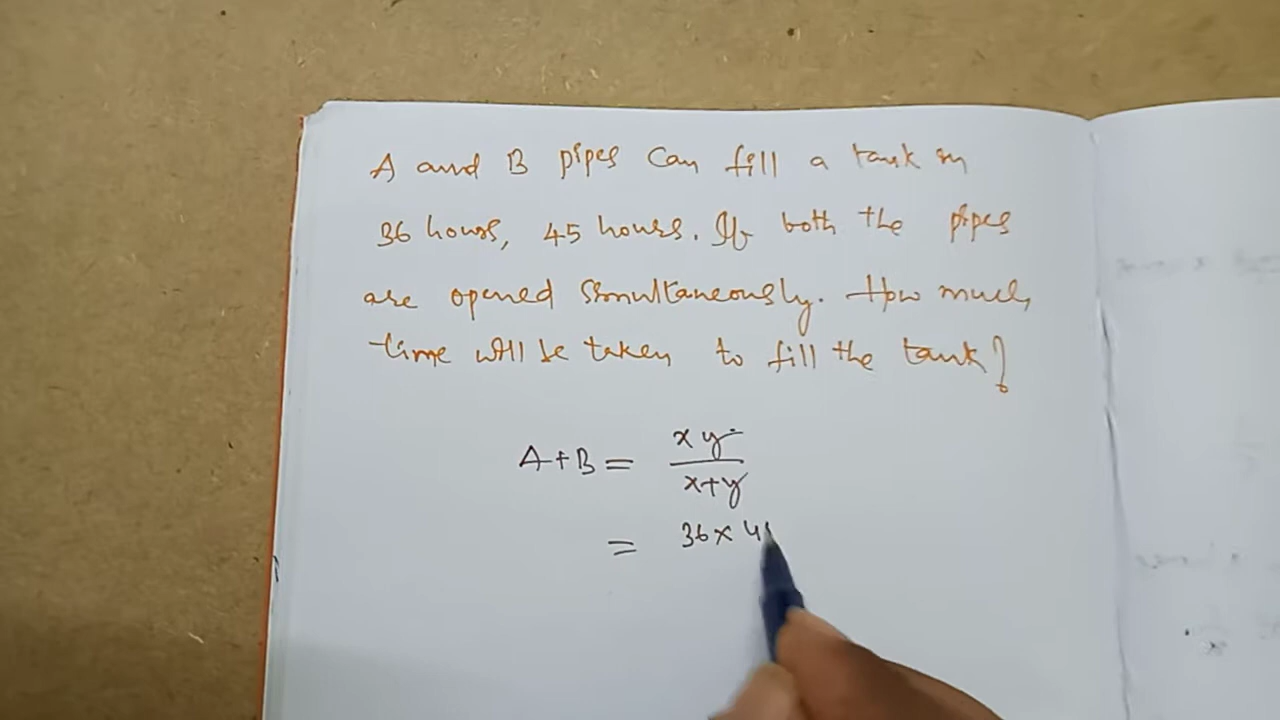 A and B pipes can fill a tank in
36 hours, 45 hours. If both the pipes
are opened simultaneously. How much
time will be taken to fill the tank?
A+B = xy / x+y
= 36 × 4